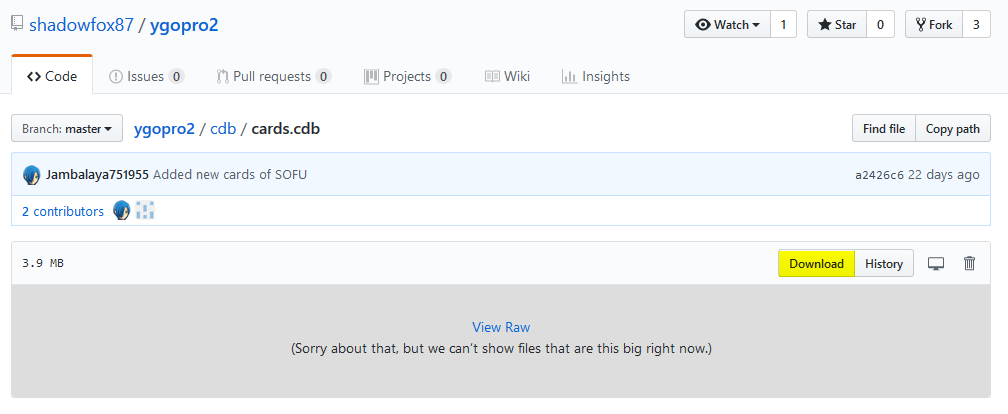 shadowfox87 / ygopro2 Watch 1 Star 0 Fork 3
Code Issues 0 Pull requests 0 Projects 0 Wiki Insights
Branch: master ygopro2 / cdb / cards.cdb Find file Copy path
Jambalaya751955 Added new cards of SOFU a2426c6 22 days ago
2 contributors
3.9 MB Download History
View Raw
(Sorry about that, but we can't show files that are this big right now.)